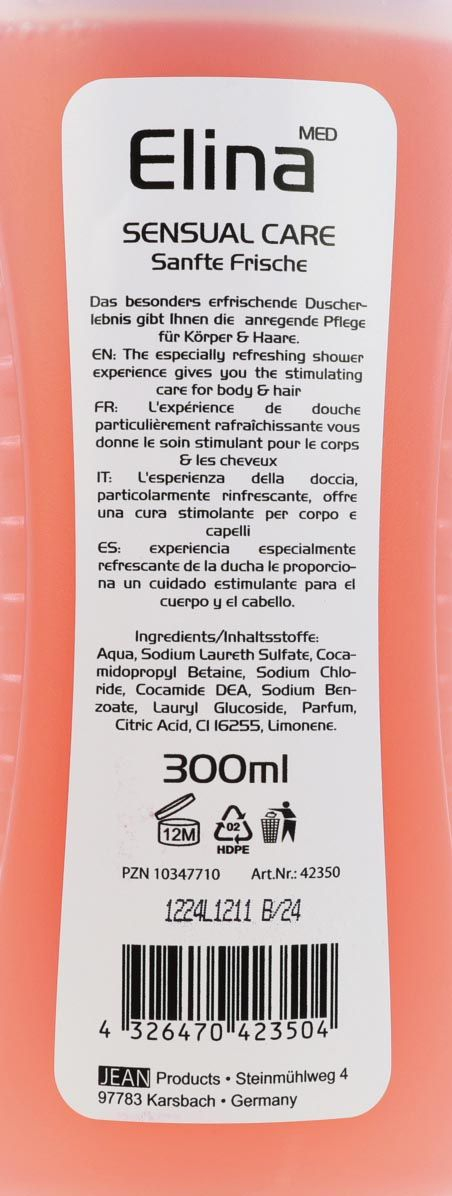 Elina MED
SENSUAL CARE
Sanfte Frische
Das besonders erfrischende Duscher-
lebnis gibt Ihnen die anregende Pflege
für Körper & Haare.
EN: The especially refreshing shower
experience gives you the stimulating
care for body & hair
FR: L'expérience de douche
particulièrement rafraîchissante vous
donne le soin stimulant pour le corps
& les cheveux
IT: L'esperienza della doccia,
particolarmente rinfrescante, offre
una cura stimolante per corpo e
capelli
ES: experiencia especialmente
refrescante de la ducha le proporcio-
na un cuidado estimulante para el
cuerpo y el cabello.
Ingredients/Inhaltsstoffe:
Aqua, Sodium Laureth Sulfate, Coca-
midopropyl Betaine, Sodium Chlo-
ride, Cocamide DEA, Sodium Ben-
zoate, Lauryl Glucoside, Parfum,
Citric Acid, CI 16255, Limonene.
300ml
12M 02
HDPE
PZN 10347710 Art.Nr.: 42350
1224L1211 B/24
4 326470 423504
JEAN Products • Steinmühlweg 4
97783 Karsbach • Germany